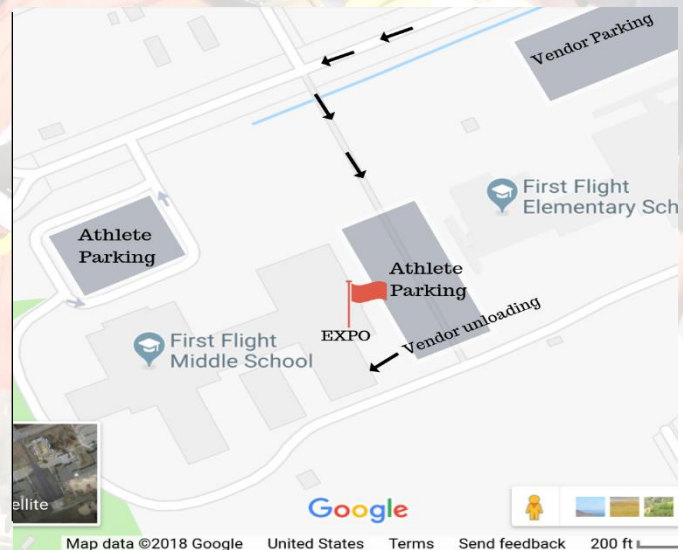 Vendor Parking
First Flight
Elementary Sch
Athlete
Parking
Athlete
Parking
EXPO
Vendor unloading
First Flight
Middle School
ellite
Google
Map data ©2018 Google United States Terms Send feedback 200 ft